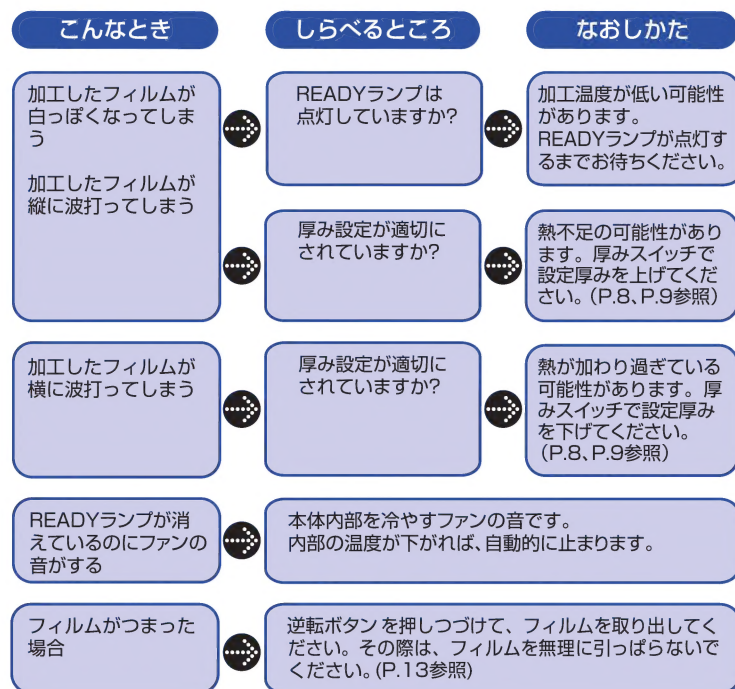 こんなとき
しらべるところ
なおしかた
加工したフィルムが
白っぽくなってしま
う
加工したフィルムが
縦に波打ってしまう
READYランプは
点灯していますか?
加工温度が低い可能性
があります。
READYランプが点灯す
るまでお待ちください。
厚み設定が適切に
されていますか?
熱不足の可能性があり
ます。厚みスイッチで
設定厚みを上げてくだ
さい。(P.8、P.9参照)
加工したフィルムが
横に波打ってしまう
厚み設定が適切に
されていますか?
熱が加わり過ぎている
可能性があります。厚
みスイッチで設定厚み
を下げてください。
(P.8、P.9参照)
READYランプが消
えているのにファンの
音がする
本体内部を冷やすファンの音です。
内部の温度が下がれば、自動的に止まります。
フィルムがつまった
場合
逆転ボタンを押しつづけて、フィルムを取り出してく
ださい。その際は、フィルムを無理に引っぱらないで
ください。(P.13参照)